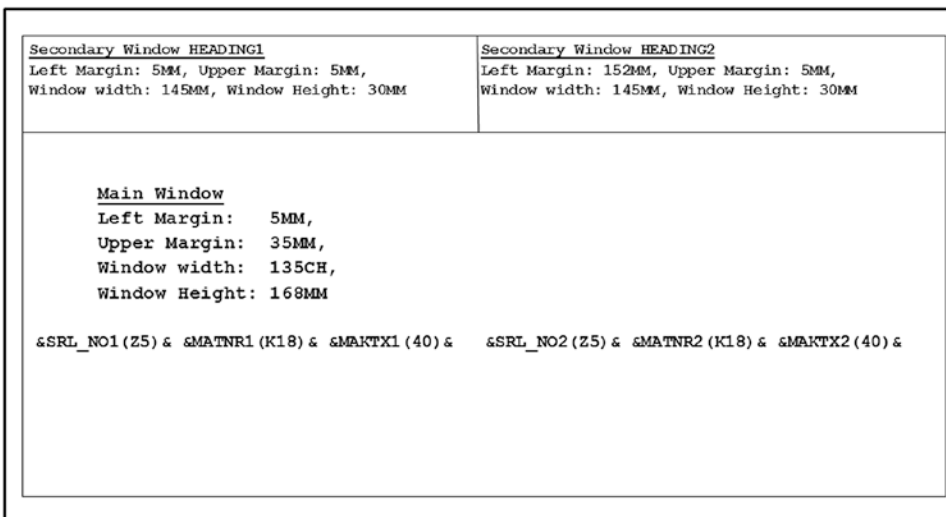 Secondary Window HEADING1
Left Margin: 5MM, Upper Margin: 5MM,
Window width: 145MM, Window Height: 30MM
Secondary Window HEADING2
Left Margin: 152MM, Upper Margin: 5MM,
Window width: 145MM, Window Height: 30MM
Main Window
Left Margin: 5MM,
Upper Margin: 35MM,
Window width: 135CH,
Window Height: 168MM
&SRL_NO1(Z5)& &MATNR1(K18)& &MAKTX1(40)& &SRL_NO2(Z5)& &MATNR2(K18)& &MAKTX2(40)&